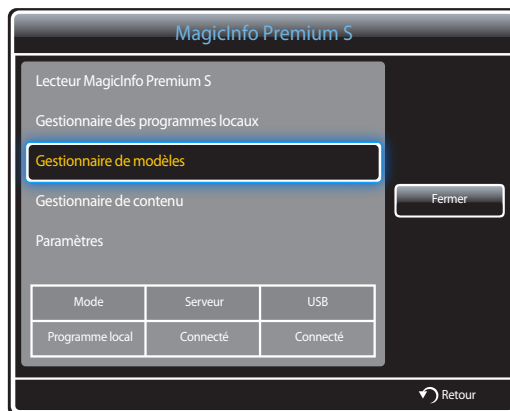 MagicInfo Premium S
Lecteur MagicInfo Premium S
Gestionnaire des programmes locaux
Gestionnaire de modèles
Gestionnaire de contenu
Fermer
Paramètres
Mode Serveur USB
Programme local Connecté Connecté
Retour